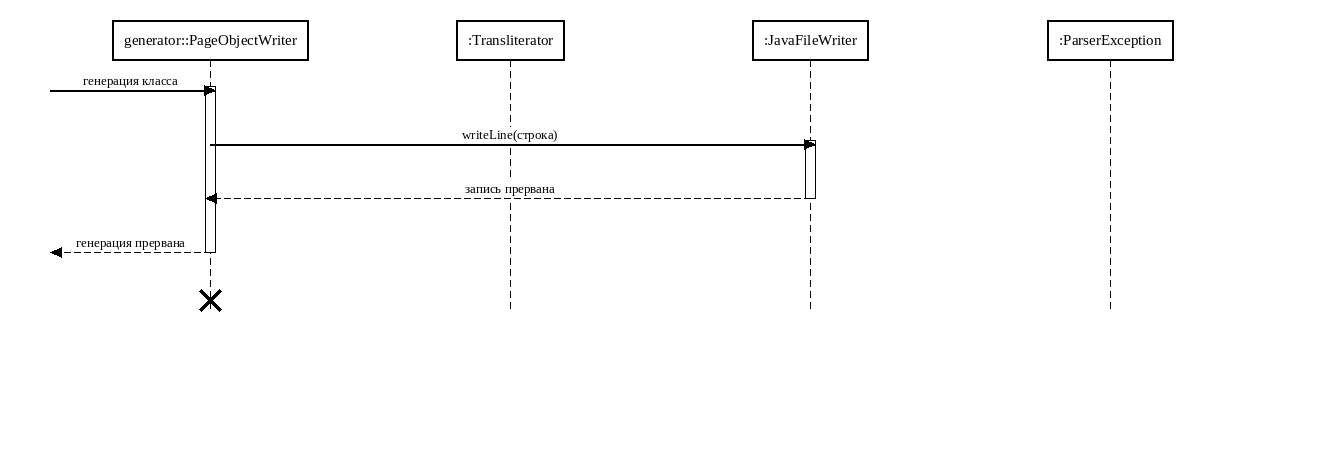 generator::PageObjectWriter
:Transliterator
:JavaFileWriter
:ParserException
генерация класса
writeLine(строка)
запись прервана
генерация прервана